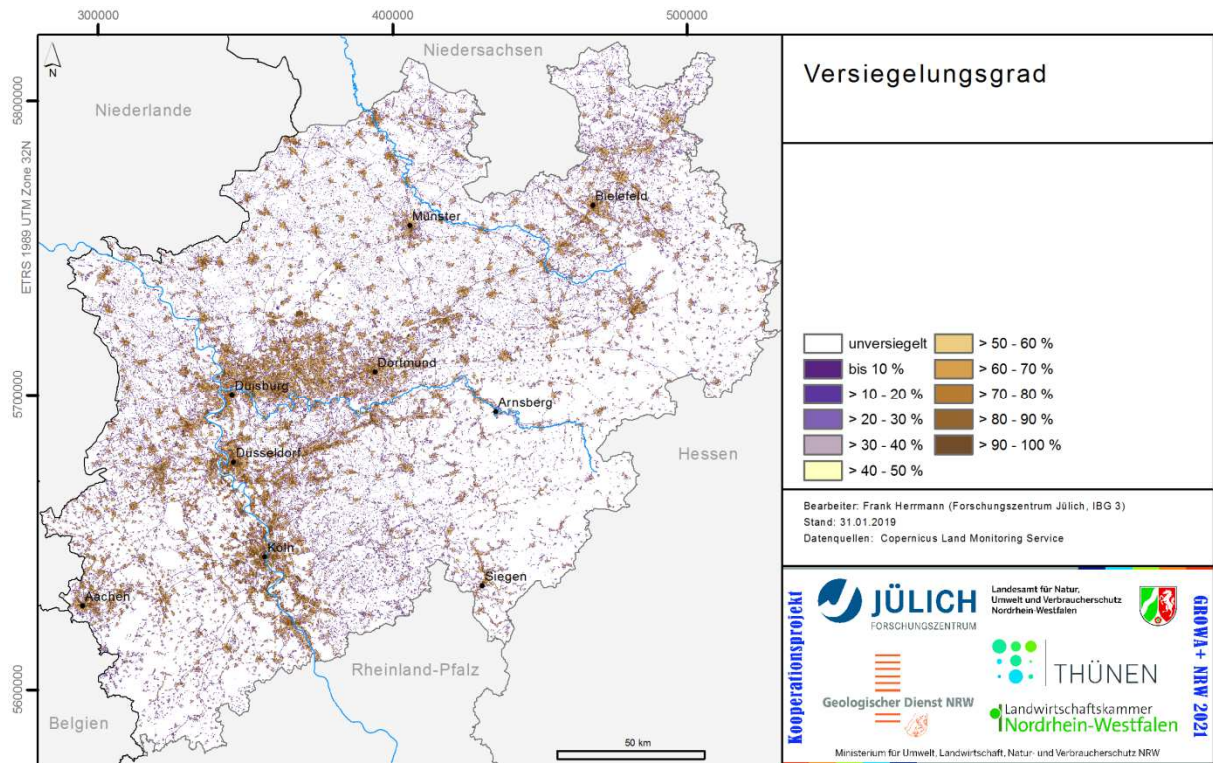 300000
400000
500000
5800000
5700000
5600000
ETRS 1989 UTM Zone 32N
N
Niedersachsen
Niederlande
Bielefeld
Münster
Dortmund
Duisburg
Arnsberg
Düsseldorf
Hessen
Köln
Siegen
Aachen
Rheinland-Pfalz
Belgien
50 km
Versiegelungsgrad
unversiegelt
bis 10 %
> 10 - 20 %
> 20 - 30 %
> 30 - 40 %
> 40 - 50 %
> 50 - 60 %
> 60 - 70 %
> 70 - 80 %
> 80 - 90 %
> 90 - 100 %
Bearbeiter: Frank Herrmann (Forschungszentrum Jülich, IBG 3)
Stand: 31.01.2019
Datenquellen: Copernicus Land Monitoring Service
Kooperationsprojekt
JÜLICH
FORSCHUNGSZENTRUM
Landesamt für Natur,
Umwelt und Verbraucherschutz
Nordrhein-Westfalen
THÜNEN
Geologischer Dienst NRW
Landwirtschaftskammer
Nordrhein-Westfalen
GROWA+ NRW 2021
Ministerium für Umwelt, Landwirtschaft, Natur- und Verbraucherschutz NRW